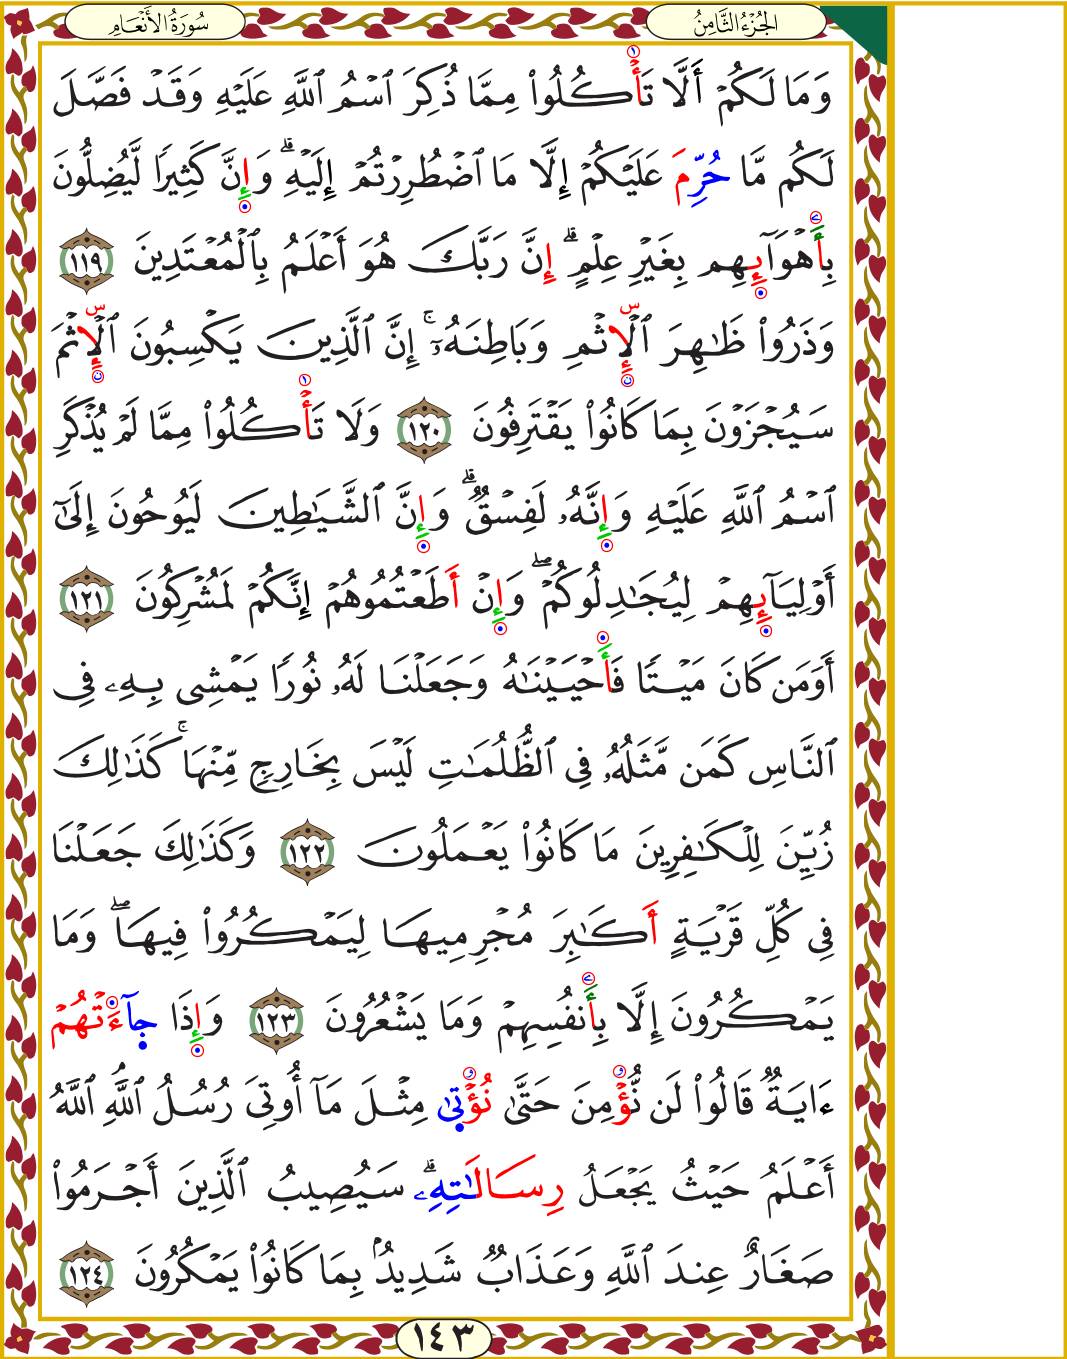 سُورَةُ الأَنْعَامِ
الجُزْءُ الثَّامِنُ
وَمَا لَكُمْ أَلَّا تَأْكُلُوا۟ مِمَّا ذُكِرَ ٱسْمُ ٱللَّهِ عَلَيْهِ وَقَدْ فَصَّلَ
لَكُم مَّا حُرِّمَ عَلَيْكُمْ إِلَّا مَا ٱضْطُرِرْتُمْ إِلَيْهِ ۗ وَإِنَّ كَثِيرًا لَّيُضِلُّونَ
بِأَهْوَآئِهِم بِغَيْرِ عِلْمٍ ۗ إِنَّ رَبَّكَ هُوَ أَعْلَمُ بِٱلْمُعْتَدِينَ ١١٩
وَذَرُوا۟ ظَـٰهِرَ ٱلْإِثْمِ وَبَاطِنَهُۥٓ ۚ إِنَّ ٱلَّذِينَ يَكْسِبُونَ ٱلْإِثْمَ
سَيُجْزَوْنَ بِمَا كَانُوا۟ يَقْتَرِفُونَ ١٢٠ وَلَا تَأْكُلُوا۟ مِمَّا لَمْ يُذْكَرِ
ٱسْمُ ٱللَّهِ عَلَيْهِ وَإِنَّهُۥ لَفِسْقٌ ۗ وَإِنَّ ٱلشَّيَـٰطِينَ لَيُوحُونَ إِلَىٰٓ
أَوْلِيَآئِهِمْ لِيُجَـٰدِلُوكُمْ ۖ وَإِنْ أَطَعْتُمُوهُمْ إِنَّكُمْ لَمُشْرِكُونَ ١٢١
أَوَمَن كَانَ مَيْتًا فَأَحْيَيْنَـٰهُ وَجَعَلْنَا لَهُۥ نُورًا يَمْشِى بِهِۦ فِى
ٱلنَّاسِ كَمَن مَّثَلُهُۥ فِى ٱلظُّلُمَـٰتِ لَيْسَ بِخَارِجٍ مِّنْهَا ۚ كَذَٰلِكَ
زُيِّنَ لِلْكَـٰفِرِينَ مَا كَانُوا۟ يَعْمَلُونَ ١٢٢ وَكَذَٰلِكَ جَعَلْنَا
فِى كُلِّ قَرْيَةٍ أَكَـٰبِرَ مُجْرِمِيهَا لِيَمْكُرُوا۟ فِيهَا ۖ وَمَا
يَمْكُرُونَ إِلَّا بِأَنفُسِهِمْ وَمَا يَشْعُرُونَ ١٢٣ وَإِذَا جَآءَتْهُمْ
ءَايَةٌ قَالُوا۟ لَن نُّؤْمِنَ حَتَّىٰ نُؤْتَىٰ مِثْلَ مَآ أُوتِىَ رُسُلُ ٱللَّهِ ۘ ٱللَّهُ
أَعْلَمُ حَيْثُ يَجْعَلُ رِسَالَـٰتِهِۦ ۗ سَيُصِيبُ ٱلَّذِينَ أَجْرَمُوا۟
صَغَارٌ عِندَ ٱللَّهِ وَعَذَابٌ شَدِيدٌۢ بِمَا كَانُوا۟ يَمْكُرُونَ ١٢٤
١٤٣